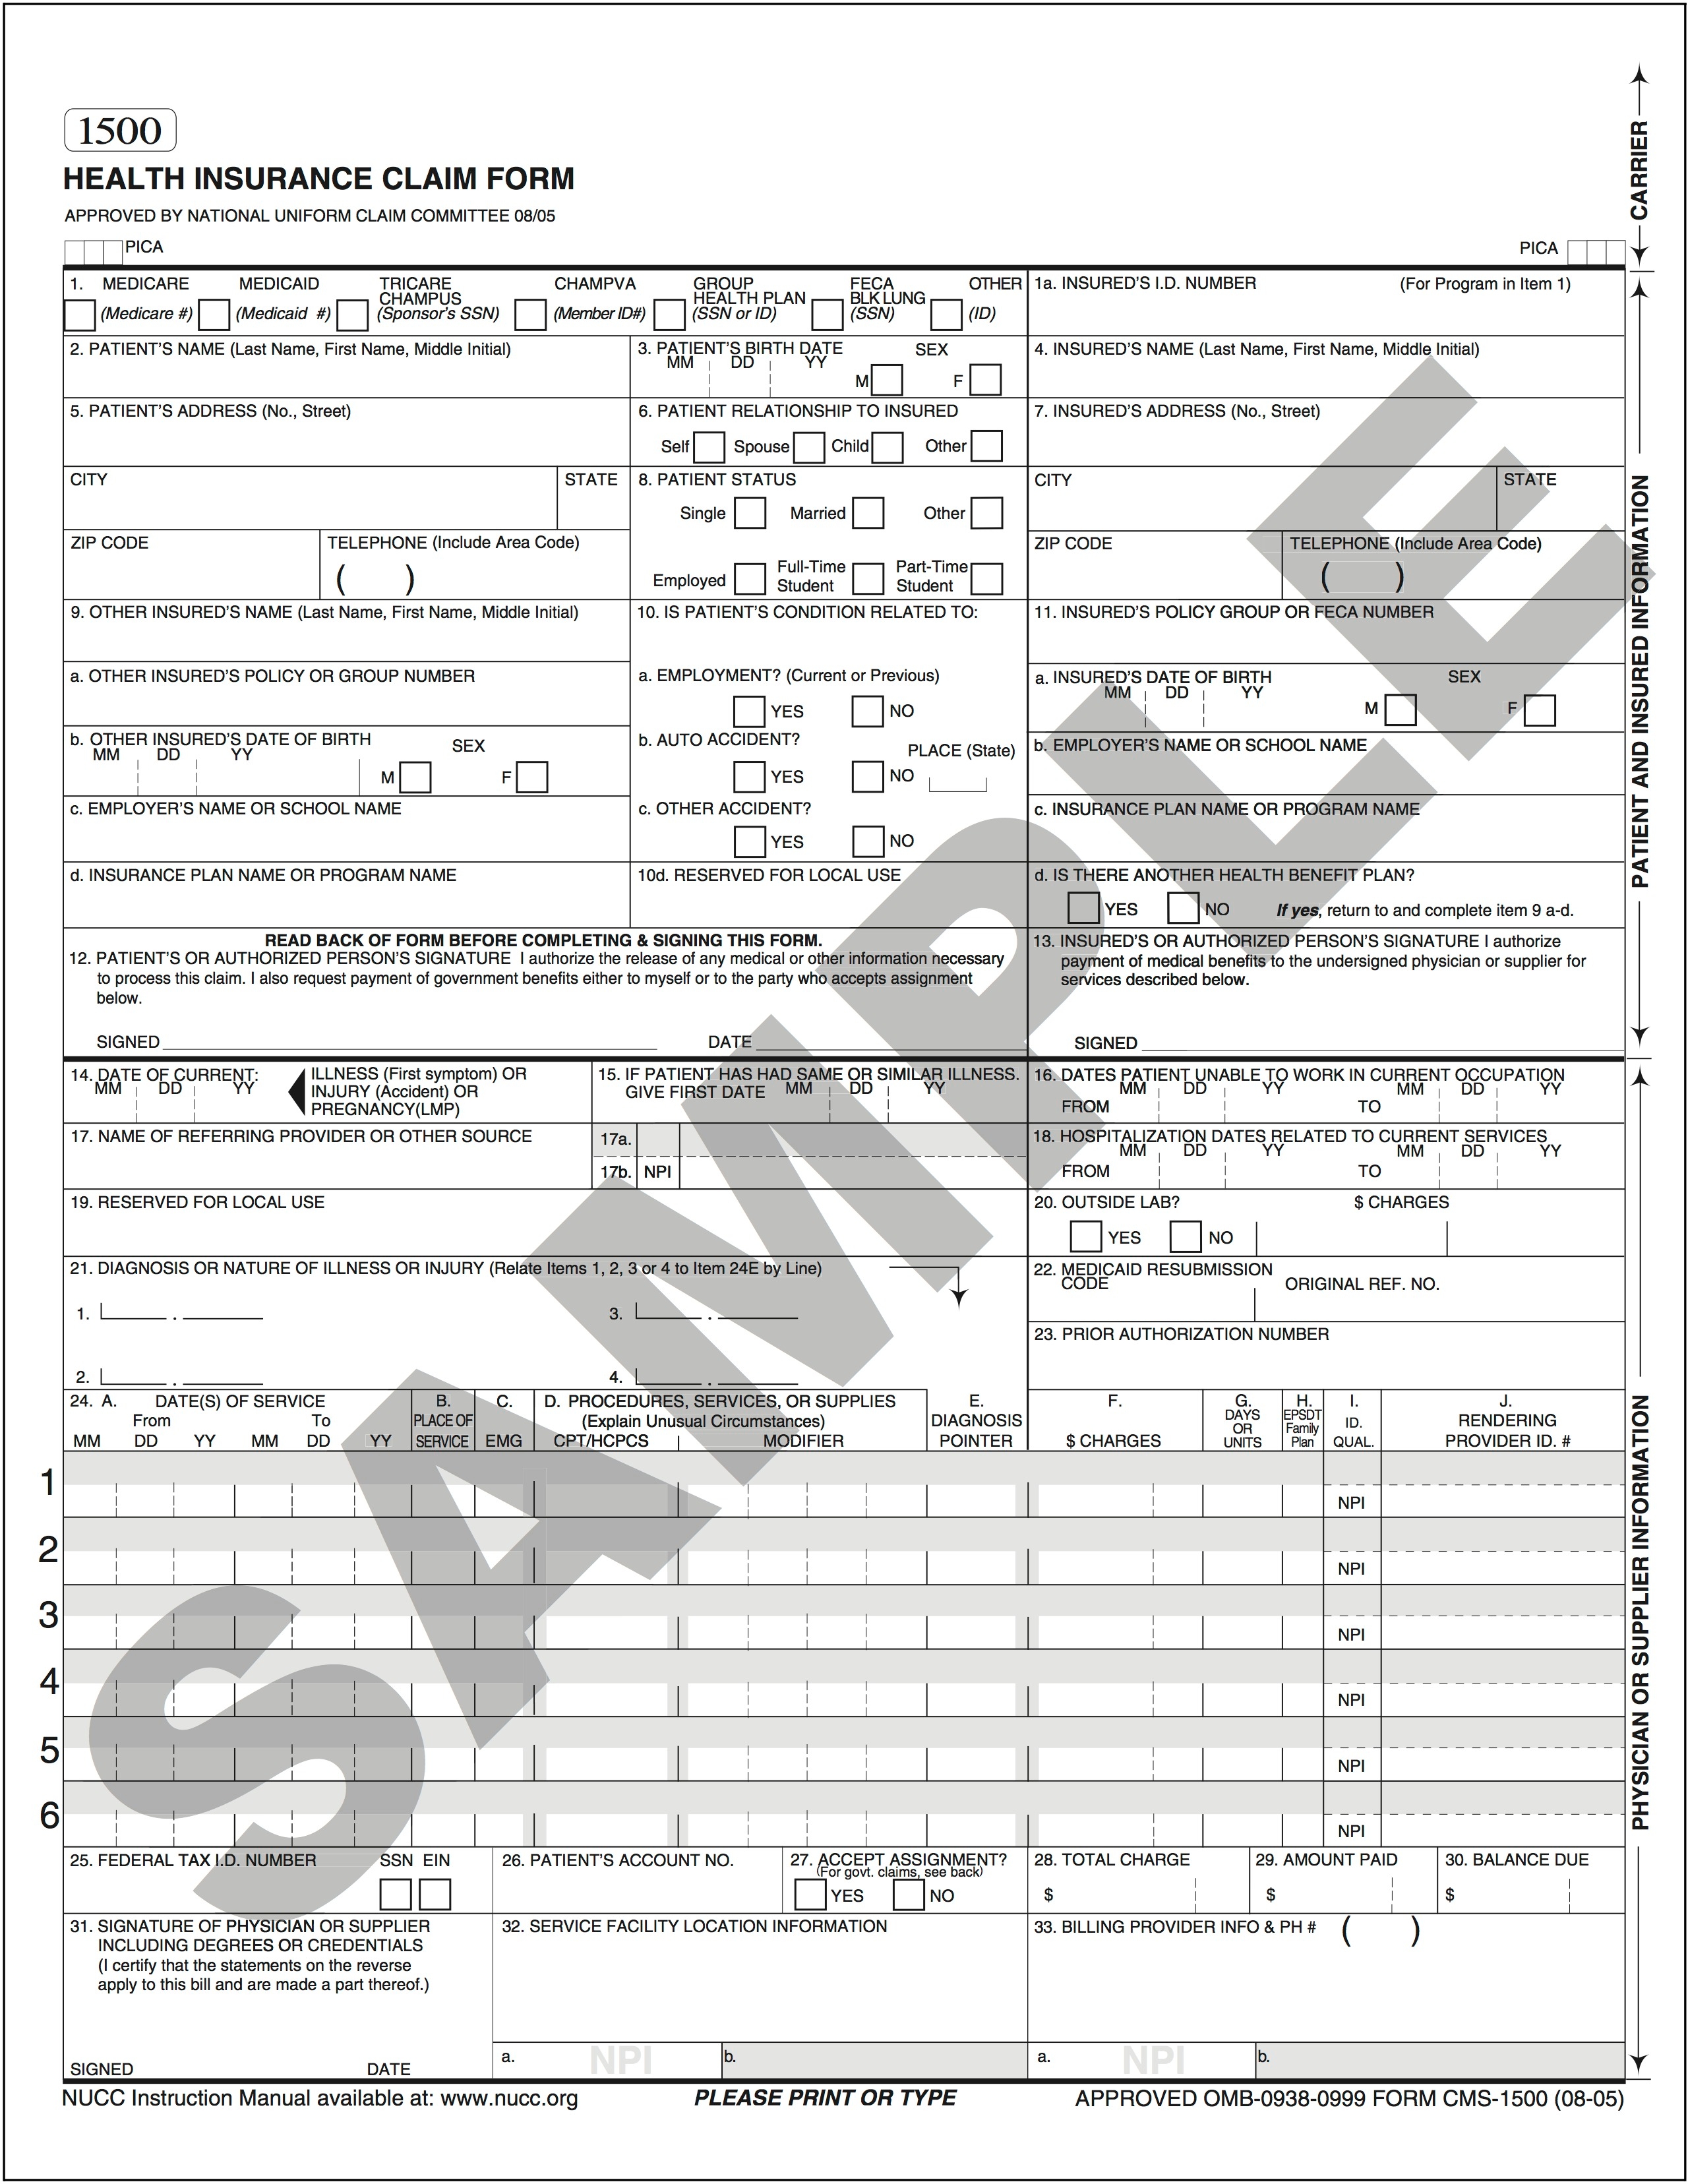 1500
HEALTH INSURANCE CLAIM FORM
APPROVED BY NATIONAL UNIFORM CLAIM COMMITTEE 08/05
PICA
PICA
CARRIER
1. MEDICARE MEDICAID TRICARE CHAMPUS CHAMPVA GROUP HEALTH PLAN FECA BLK LUNG OTHER
(Medicare #) (Medicaid #) (Sponsor's SSN) (Member ID#) (SSN or ID) (SSN) (ID)
1a. INSURED'S I.D. NUMBER (For Program in Item 1)
2. PATIENT'S NAME (Last Name, First Name, Middle Initial)
3. PATIENT'S BIRTH DATE SEX
MM DD YY M F
4. INSURED'S NAME (Last Name, First Name, Middle Initial)
5. PATIENT'S ADDRESS (No., Street)
6. PATIENT RELATIONSHIP TO INSURED
Self Spouse Child Other
7. INSURED'S ADDRESS (No., Street)
CITY STATE
8. PATIENT STATUS
Single Married Other
CITY STATE
ZIP CODE TELEPHONE (Include Area Code)
( )
Employed Full-Time Student Part-Time Student
ZIP CODE TELEPHONE (Include Area Code)
( )
9. OTHER INSURED'S NAME (Last Name, First Name, Middle Initial)
10. IS PATIENT'S CONDITION RELATED TO:
11. INSURED'S POLICY GROUP OR FECA NUMBER
a. OTHER INSURED'S POLICY OR GROUP NUMBER
a. EMPLOYMENT? (Current or Previous)
YES NO
a. INSURED'S DATE OF BIRTH SEX
MM DD YY M F
b. OTHER INSURED'S DATE OF BIRTH SEX
MM DD YY M F
b. AUTO ACCIDENT? PLACE (State)
YES NO
b. EMPLOYER'S NAME OR SCHOOL NAME
c. EMPLOYER'S NAME OR SCHOOL NAME
c. OTHER ACCIDENT?
YES NO
c. INSURANCE PLAN NAME OR PROGRAM NAME
d. INSURANCE PLAN NAME OR PROGRAM NAME
10d. RESERVED FOR LOCAL USE
d. IS THERE ANOTHER HEALTH BENEFIT PLAN?
YES NO If yes, return to and complete item 9 a-d.
PATIENT AND INSURED INFORMATION
READ BACK OF FORM BEFORE COMPLETING & SIGNING THIS FORM.
12. PATIENT'S OR AUTHORIZED PERSON'S SIGNATURE I authorize the release of any medical or other information necessary
to process this claim. I also request payment of government benefits either to myself or to the party who accepts assignment
below.
SIGNED DATE
13. INSURED'S OR AUTHORIZED PERSON'S SIGNATURE I authorize
payment of medical benefits to the undersigned physician or supplier for
services described below.
SIGNED
14. DATE OF CURRENT:
MM DD YY
ILLNESS (First symptom) OR
INJURY (Accident) OR
PREGNANCY(LMP)
15. IF PATIENT HAS HAD SAME OR SIMILAR ILLNESS.
GIVE FIRST DATE MM DD YY
16. DATES PATIENT UNABLE TO WORK IN CURRENT OCCUPATION
MM DD YY MM DD YY
FROM TO
17. NAME OF REFERRING PROVIDER OR OTHER SOURCE
17a.
17b. NPI
18. HOSPITALIZATION DATES RELATED TO CURRENT SERVICES
MM DD YY MM DD YY
FROM TO
19. RESERVED FOR LOCAL USE
20. OUTSIDE LAB? $ CHARGES
YES NO
21. DIAGNOSIS OR NATURE OF ILLNESS OR INJURY (Relate Items 1, 2, 3 or 4 to Item 24E by Line)
1. . 3. .
2. . 4. .
22. MEDICAID RESUBMISSION
CODE ORIGINAL REF. NO.
23. PRIOR AUTHORIZATION NUMBER
24. A. DATE(S) OF SERVICE
From To
MM DD YY MM DD YY
B.
PLACE OF
SERVICE
C.
EMG
D. PROCEDURES, SERVICES, OR SUPPLIES
(Explain Unusual Circumstances)
CPT/HCPCS MODIFIER
E.
DIAGNOSIS
POINTER
F.
$ CHARGES
G.
DAYS
OR
UNITS
H.
EPSDT
Family
Plan
I.
ID.
QUAL.
J.
RENDERING
PROVIDER ID. #
1 NPI
2 NPI
3 NPI
4 NPI
5 NPI
6 NPI
25. FEDERAL TAX I.D. NUMBER SSN EIN
26. PATIENT'S ACCOUNT NO.
27. ACCEPT ASSIGNMENT?
(For govt. claims, see back)
YES NO
28. TOTAL CHARGE
$
29. AMOUNT PAID
$
30. BALANCE DUE
$
31. SIGNATURE OF PHYSICIAN OR SUPPLIER
INCLUDING DEGREES OR CREDENTIALS
(I certify that the statements on the reverse
apply to this bill and are made a part thereof.)
SIGNED DATE
32. SERVICE FACILITY LOCATION INFORMATION
a. NPI b.
33. BILLING PROVIDER INFO & PH # ( )
a. NPI b.
PHYSICIAN OR SUPPLIER INFORMATION
NUCC Instruction Manual available at: www.nucc.org
PLEASE PRINT OR TYPE
APPROVED OMB-0938-0999 FORM CMS-1500 (08-05)
SAMPLE